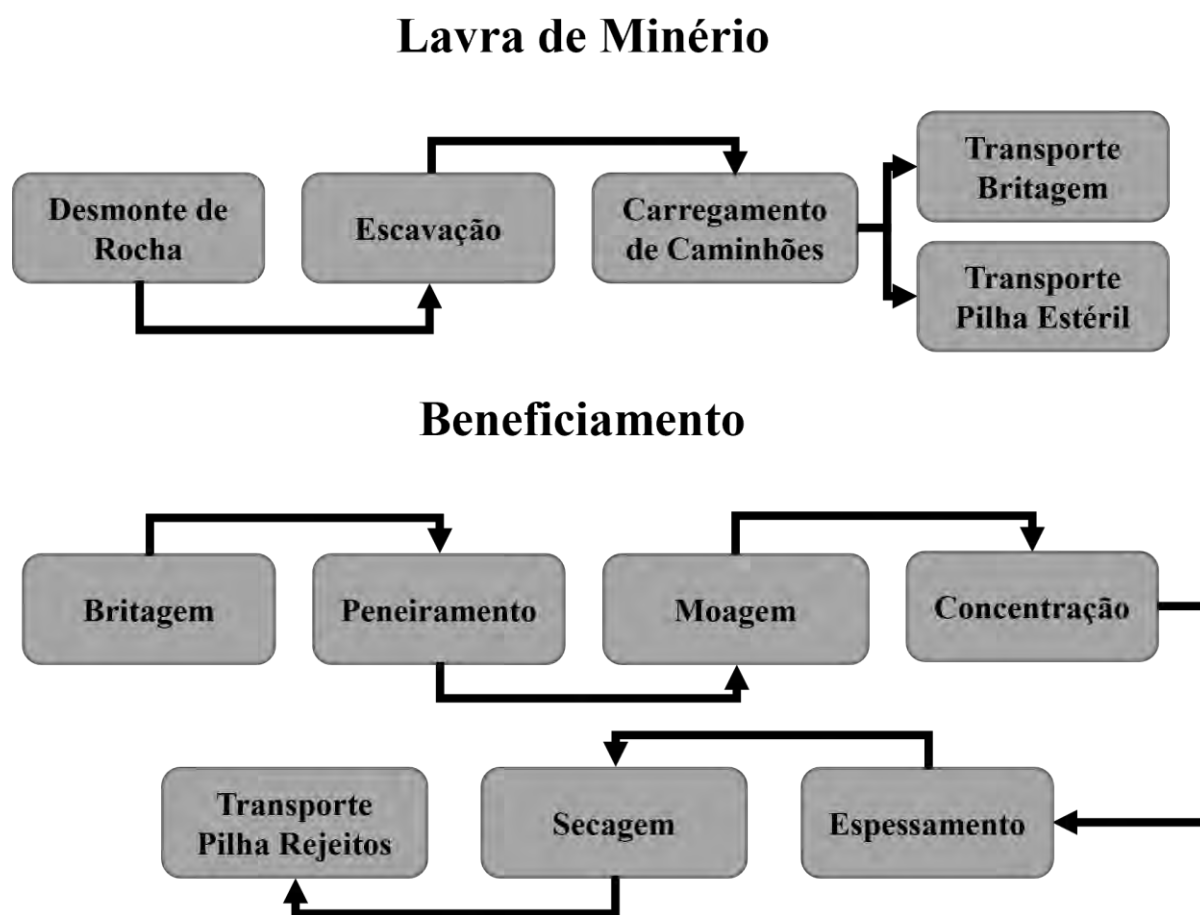 Lavra de Minério
Desmonte de
Rocha
Escavação
Carregamento
de Caminhões
Transporte
Britagem
Transporte
Pilha Estéril
Beneficiamento
Britagem
Peneiramento
Moagem
Concentração
Espessamento
Secagem
Transporte
Pilha Rejeitos